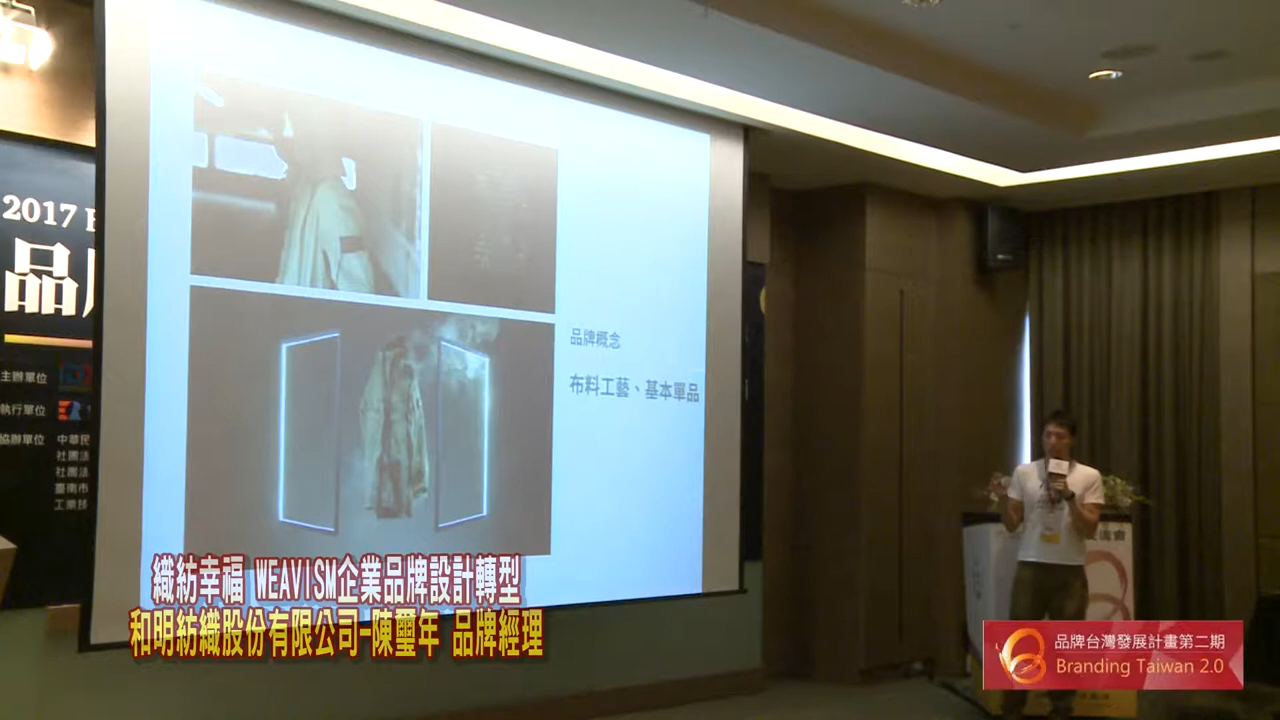 2017
品
主辦單位
執行單位
協辦單位
中華民
社團法
社團法
臺南市
工業技
品牌概念
布料工藝、基本單品
織紡幸福 WEAVISM企業品牌設計轉型
和明紡織股份有限公司-陳璽年 品牌經理
品牌台灣發展計畫第二期
Branding Taiwan 2.0